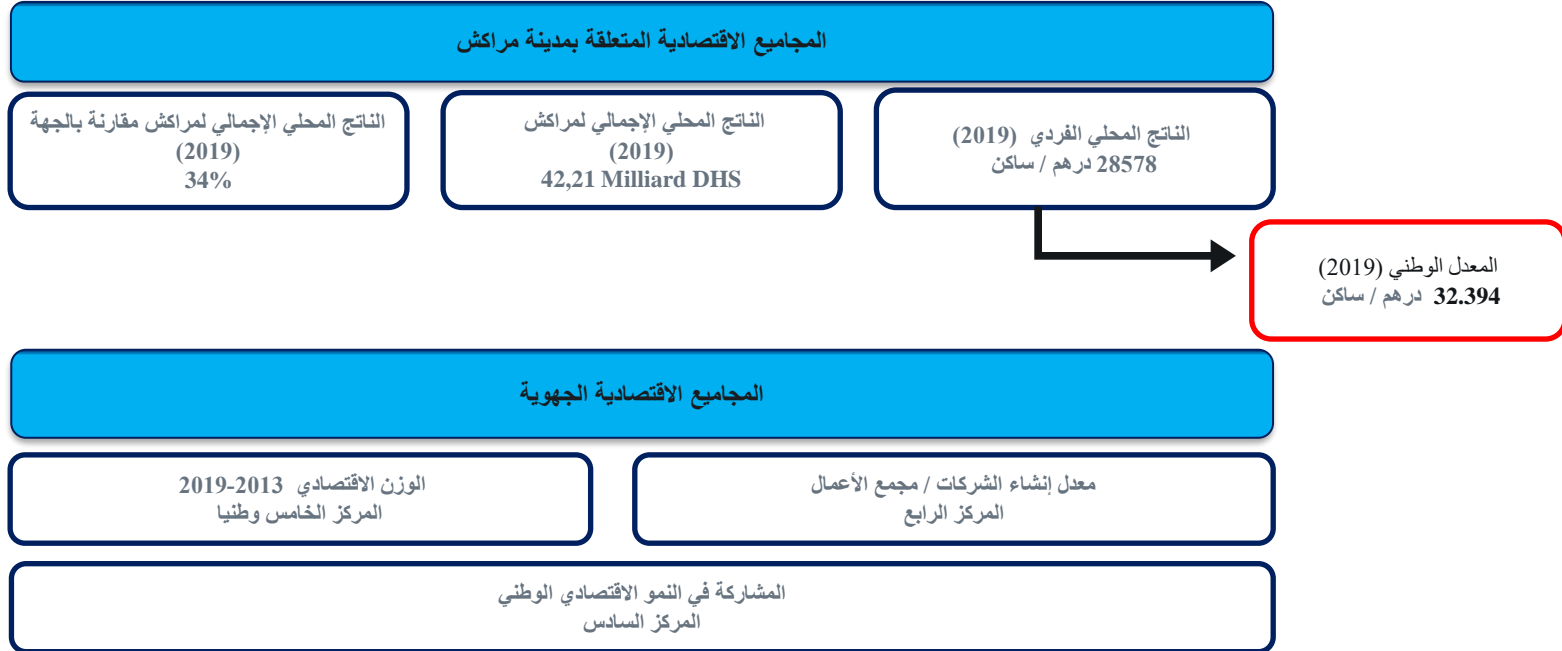 المجاميع الاقتصادية المتعلقة بمدينة مراكش
الناتج المحلي الفردي (2019)
28578 درهم / ساكن
الناتج المحلي الإجمالي لمراكش
(2019)
42,21 Milliard DHS
الناتج المحلي الإجمالي لمراكش مقارنة بالجهة
(2019)
34%
المعدل الوطني (2019)
32.394 درهم / ساكن
المجاميع الاقتصادية الجهوية
معدل إنشاء الشركات / مجمع الأعمال
المركز الرابع
الوزن الاقتصادي 2013-2019
المركز الخامس وطنيا
المشاركة في النمو الاقتصادي الوطني
المركز السادس